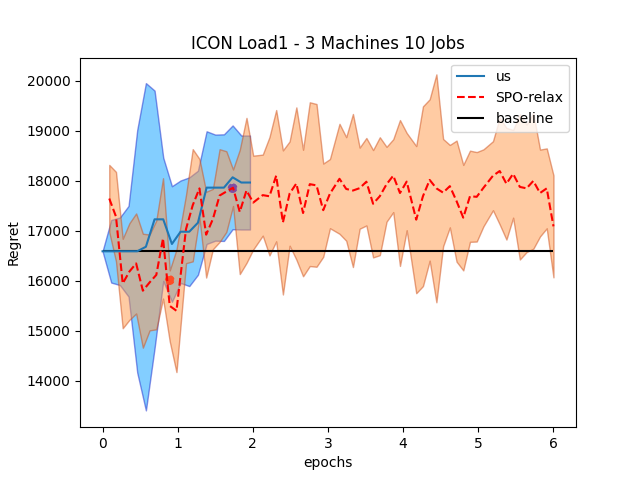 ICON Load1 - 3 Machines 10 Jobs
us
SPO-relax
baseline
Regret
20000
19000
18000
17000
16000
15000
14000
0 1 2 3 4 5 6
epochs